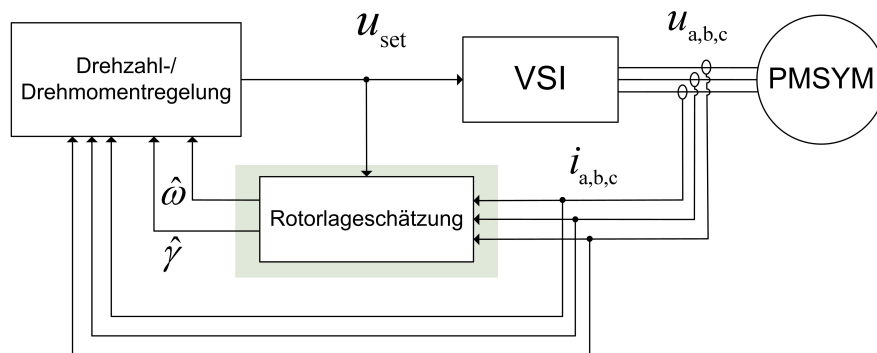 u_set
u_a,b,c
Drehzahl-/
Drehmomentregelung
VSI
PMSYM
i_a,b,c
ω̂
Rotorlageschätzung
γ̂